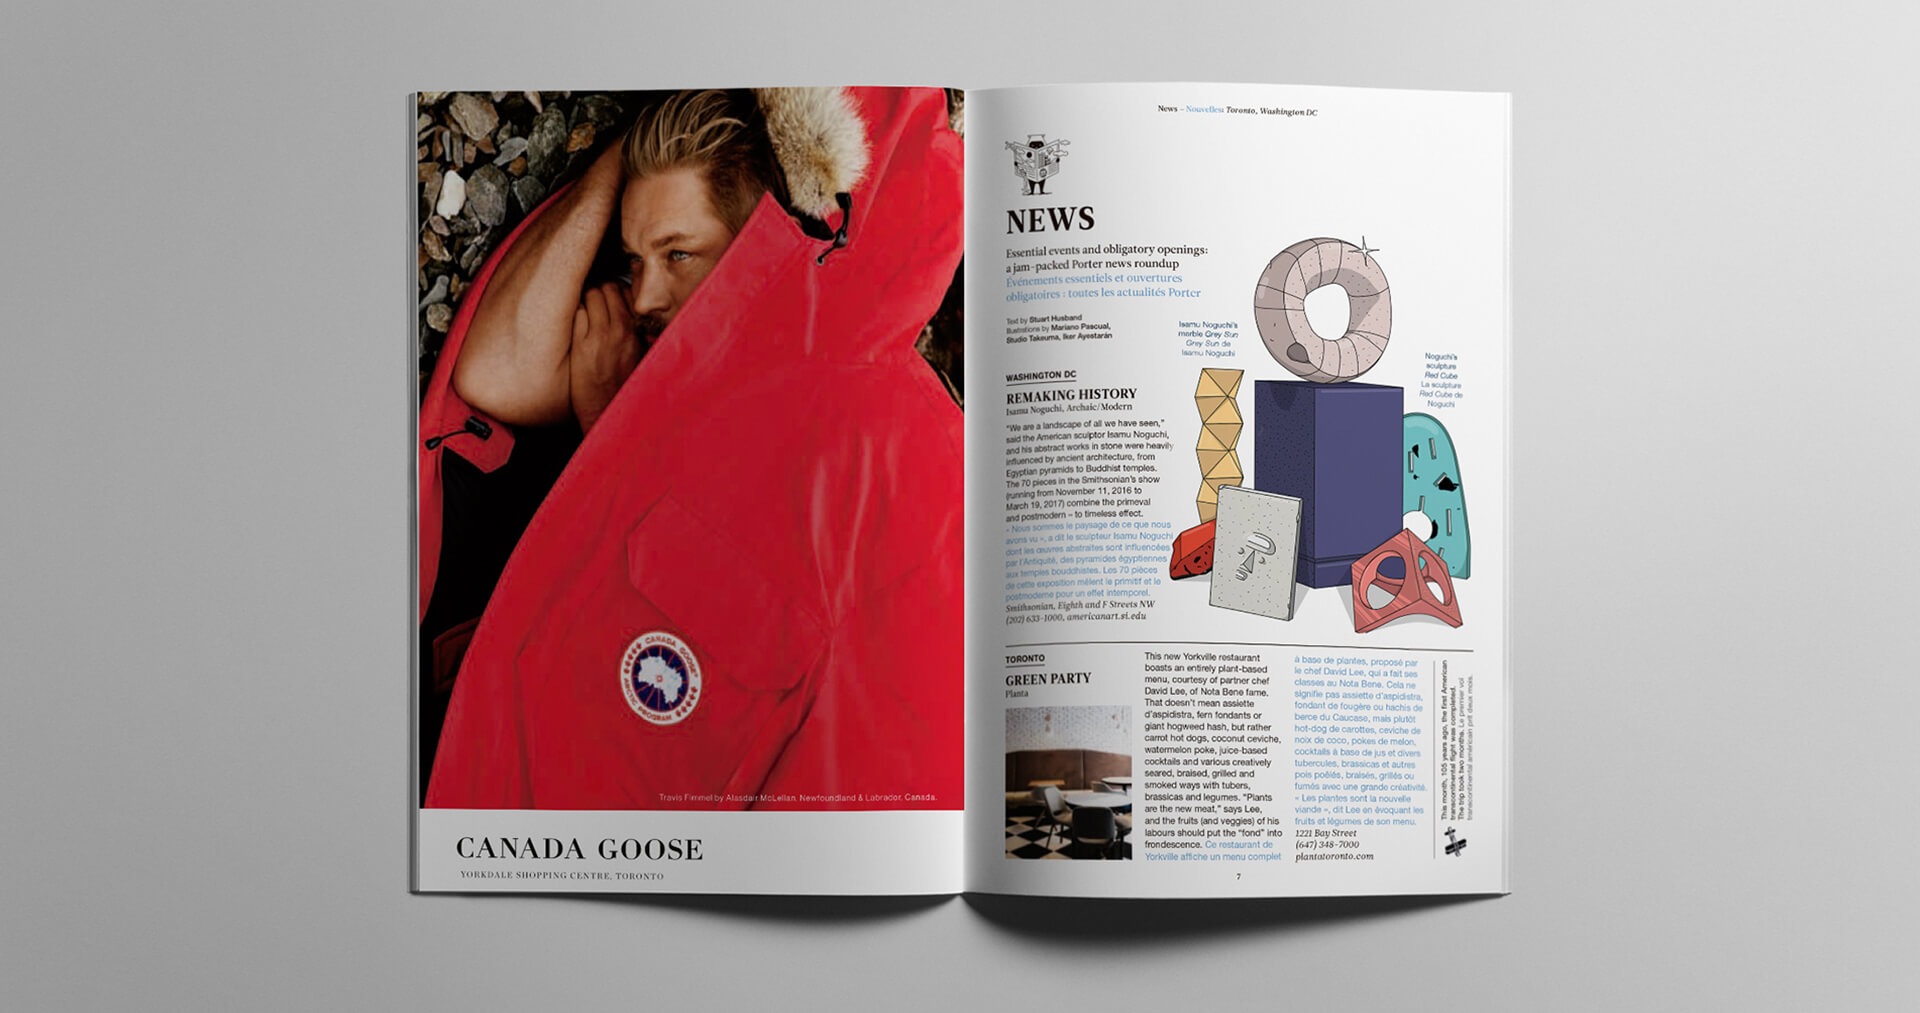 CANADA GOOSE®
ARCTIC PROGRAM
Travis Fimmel by Alasdair McLellan. Newfoundland & Labrador, Canada.
CANADA GOOSE
YORKDALE SHOPPING CENTRE, TORONTO
News – Nouvelles: Toronto, Washington DC
NEWS
Essential events and obligatory openings:
a jam-packed Porter news roundup
Événements essentiels et ouvertures
obligatoires : toutes les actualités Porter
Text by Stuart Husband
Illustrations by Mariano Pascual,
Studio Takeuma, Iker Ayestarán
Isamu Noguchi's
marble Grey Sun
Grey Sun de
Isamu Noguchi
Noguchi's
sculpture
Red Cube
La sculpture
Red Cube de
Noguchi
WASHINGTON DC
REMAKING HISTORY
Isamu Noguchi, Archaic/Modern
"We are a landscape of all we have seen,"
said the American sculptor Isamu Noguchi,
and his abstract works in stone were heavily
influenced by ancient architecture, from
Egyptian pyramids to Buddhist temples.
The 70 pieces in the Smithsonian's show
(running from November 11, 2016 to
March 19, 2017) combine the primeval
and postmodern – to timeless effect.
« Nous sommes le paysage de ce que nous
avons vu », a dit le sculpteur Isamu Noguchi
dont les œuvres abstraites sont influencées
par l'Antiquité, des pyramides égyptiennes
aux temples bouddhistes. Les 70 pièces
de cette exposition mêlent le primitif et le
postmoderne pour un effet intemporel.
Smithsonian, Eighth and F Streets NW
(202) 633-1000, americanart.si.edu
TORONTO
GREEN PARTY
Planta
This new Yorkville restaurant
boasts an entirely plant-based
menu, courtesy of partner chef
David Lee, of Nota Bene fame.
That doesn't mean assiette
d'aspidistra, fern fondants or
giant hogweed hash, but rather
carrot hot dogs, coconut ceviche,
watermelon poke, juice-based
cocktails and various creatively
seared, braised, grilled and
smoked ways with tubers,
brassicas and legumes. "Plants
are the new meat," says Lee,
and the fruits (and veggies) of his
labours should put the "fond" into
frondescence. Ce restaurant de
Yorkville affiche un menu complet
à base de plantes, proposé par
le chef David Lee, qui a fait ses
classes au Nota Bene. Cela ne
signifie pas assiette d'aspidistra,
fondant de fougère ou hachis de
berce du Caucase, mais plutôt
hot-dog de carottes, ceviche de
noix de coco, pokes de melon,
cocktails à base de jus et divers
tubercules, brassicas et autres
pois poêlés, braisés, grillés ou
fumés avec une grande créativité.
« Les plantes sont la nouvelle
viande », dit Lee en évoquant les
fruits et légumes de son menu.
1221 Bay Street
(647) 348-7000
plantatoronto.com
This month, 105 years ago, the first American
transcontinental flight was completed.
The trip took two months. Le premier vol
transcontinental américain prit deux mois.
7